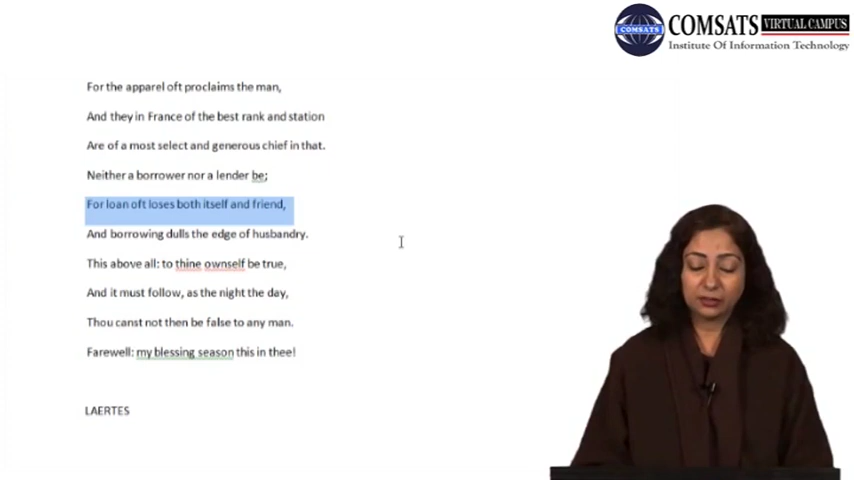 COMSATS VIRTUAL CAMPUS
COMSATS
Institute Of Information Technology
For the apparel oft proclaims the man,
And they in France of the best rank and station
Are of a most select and generous chief in that.
Neither a borrower nor a lender be;
For loan oft loses both itself and friend,
And borrowing dulls the edge of husbandry.
This above all: to thine ownself be true,
And it must follow, as the night the day,
Thou canst not then be false to any man.
Farewell: my blessing season this in thee!
LAERTES